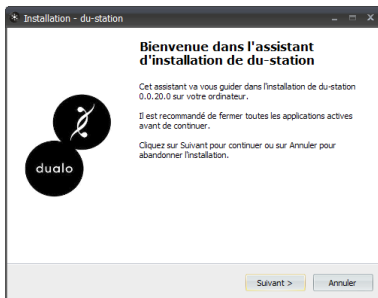 Installation - du-station
Bienvenue dans l'assistant
d'installation de du-station
Cet assistant va vous guider dans l'installation de du-station
0.0.20.0 sur votre ordinateur.
Il est recommandé de fermer toutes les applications actives
avant de continuer.
Cliquez sur Suivant pour continuer ou sur Annuler pour
abandonner l'installation.
dualo
Suivant >
Annuler